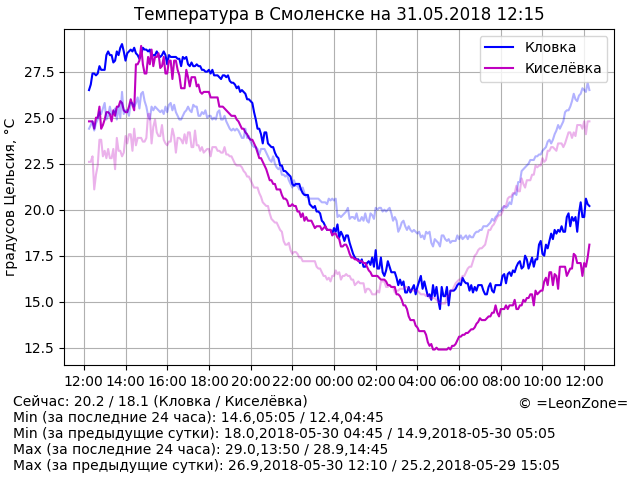 Температура в Смоленске на 31.05.2018 12:15
Кловка
Киселёвка
градусов Цельсия, °C
27.5
25.0
22.5
20.0
17.5
15.0
12.5
12:00 14:00 16:00 18:00 20:00 22:00 00:00 02:00 04:00 06:00 08:00 10:00 12:00
Сейчас: 20.2 / 18.1 (Кловка / Киселёвка)
© =LeonZone=
Min (за последние 24 часа): 14.6,05:05 / 12.4,04:45
Min (за предыдущие сутки): 18.0,2018-05-30 04:45 / 14.9,2018-05-30 05:05
Max (за последние 24 часа): 29.0,13:50 / 28.9,14:45
Max (за предыдущие сутки): 26.9,2018-05-30 12:10 / 25.2,2018-05-29 15:05